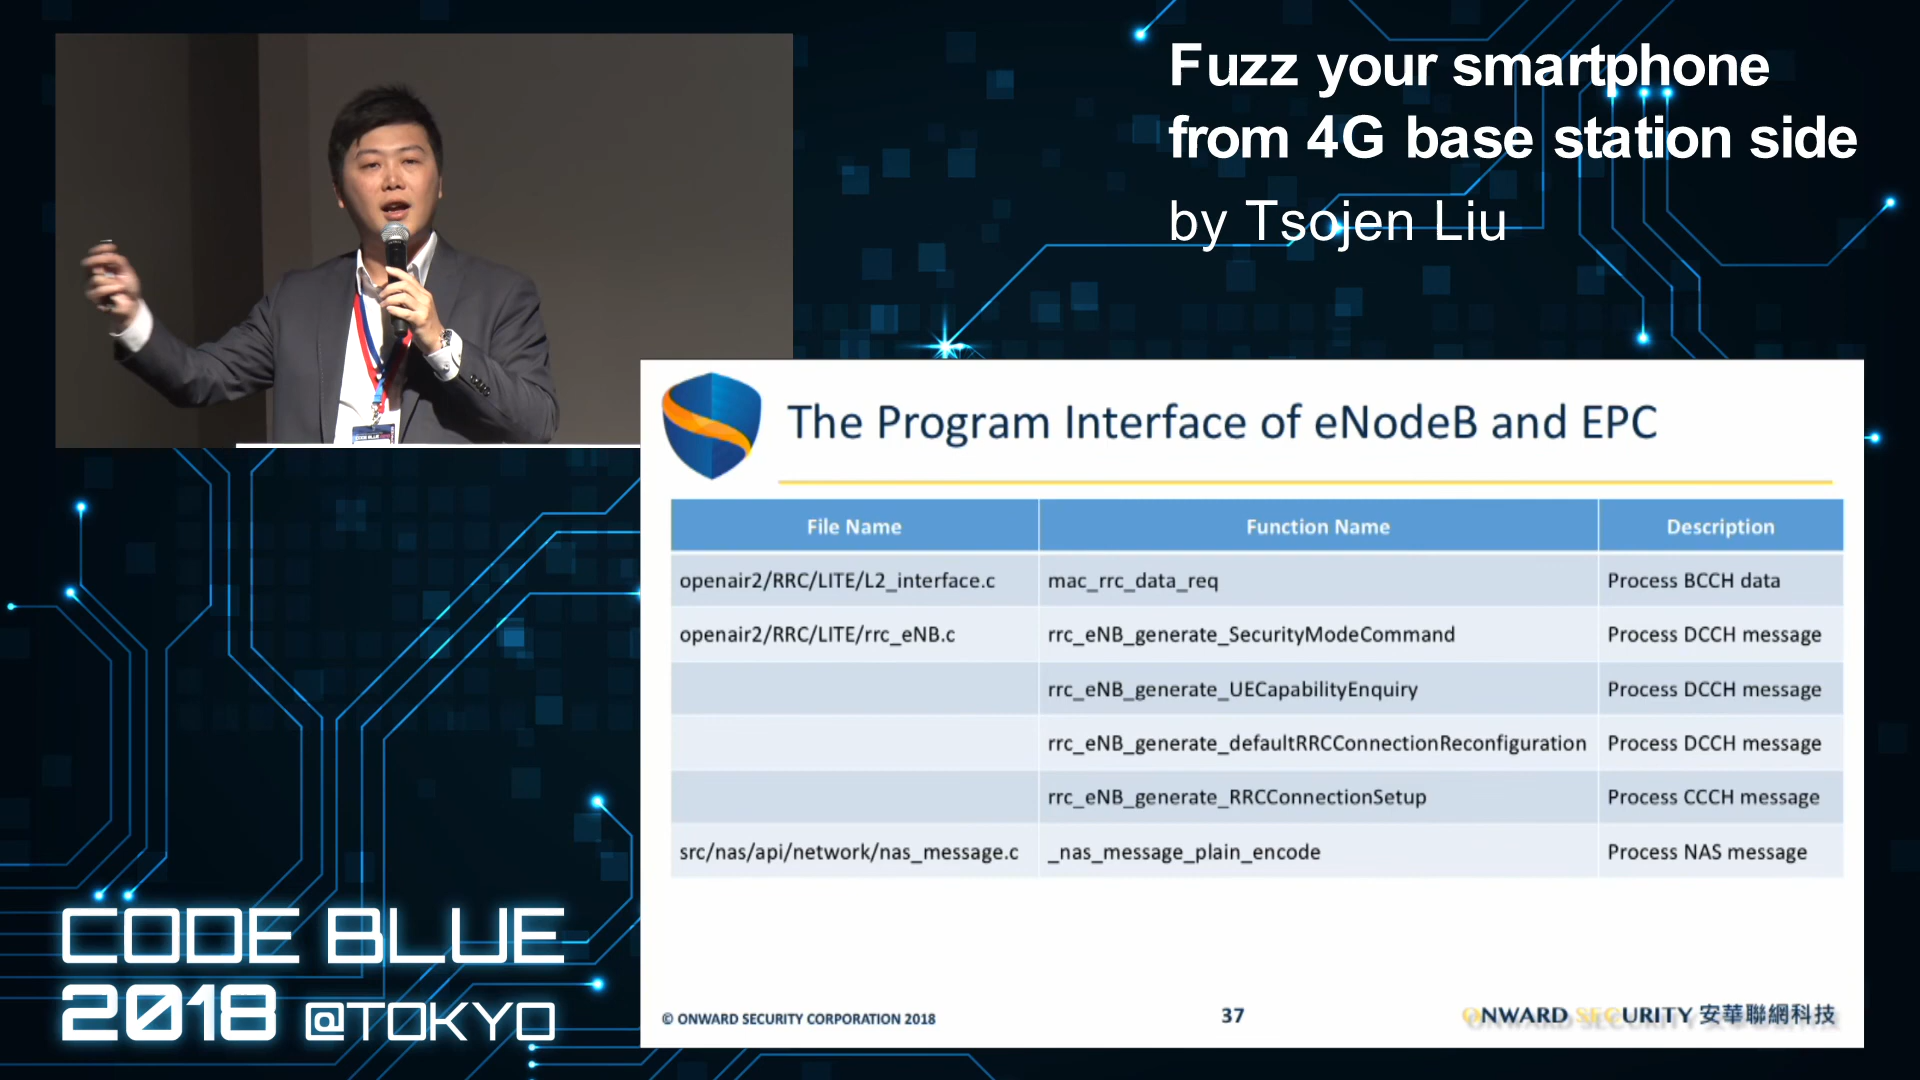 Fuzz your smartphone
from 4G base station side
by Tsojen Liu
CODE BLUE
The Program Interface of eNodeB and EPC
File Name Function Name Description
openair2/RRC/LITE/L2_interface.c mac_rrc_data_req Process BCCH data
openair2/RRC/LITE/rrc_eNB.c rrc_eNB_generate_SecurityModeCommand Process DCCH message
rrc_eNB_generate_UECapabilityEnquiry Process DCCH message
rrc_eNB_generate_defaultRRCConnectionReconfiguration Process DCCH message
rrc_eNB_generate_RRCConnectionSetup Process CCCH message
src/nas/api/network/nas_message.c _nas_message_plain_encode Process NAS message
© ONWARD SECURITY CORPORATION 2018 37 ONWARD SECURITY 安華聯網科技
CODE BLUE
2018 @TOKYO